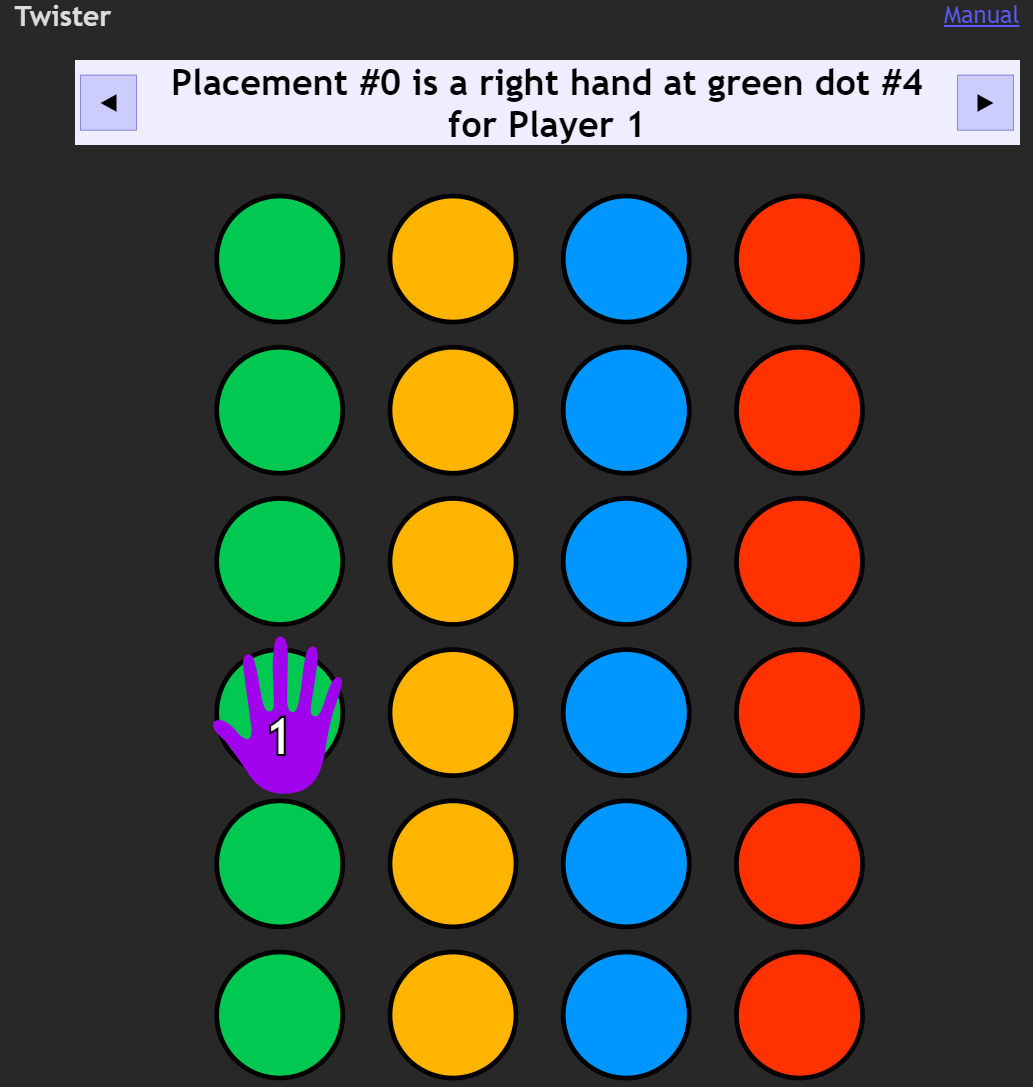 Twister
Manual
◄
Placement #0 is a right hand at green dot #4
for Player 1
►
1